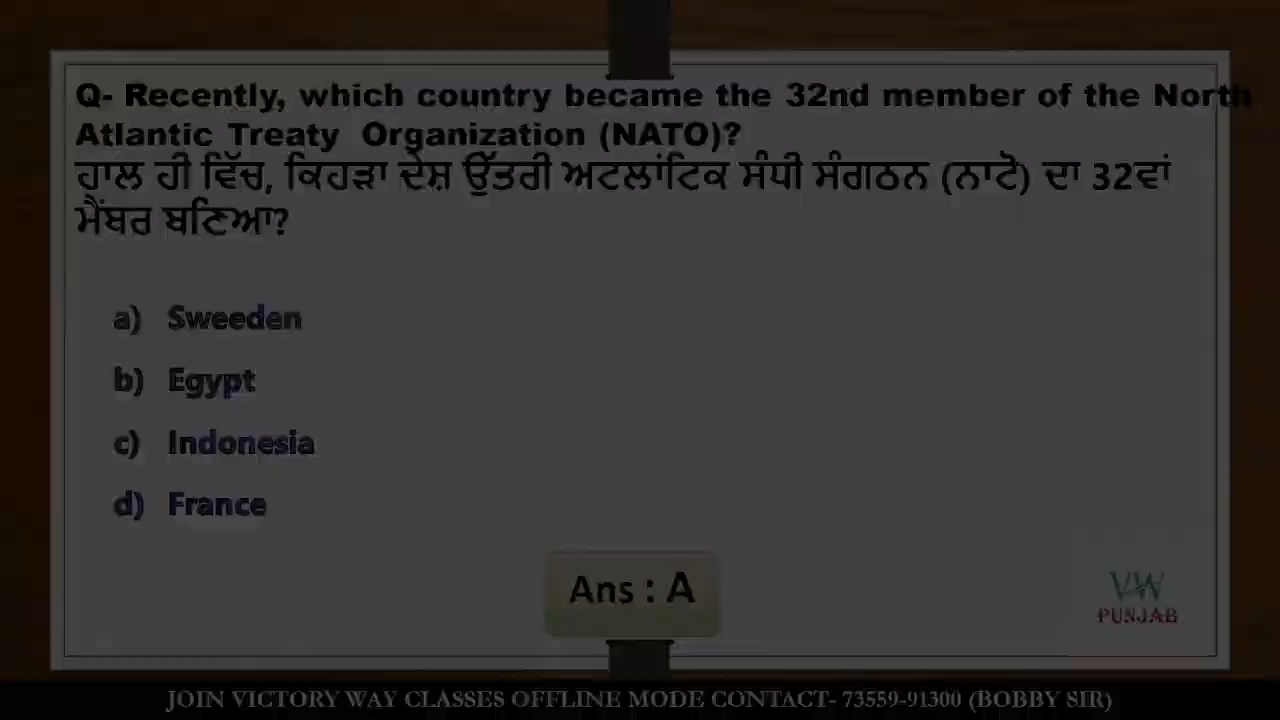 Q- Recently, which country became the 32nd member of the North
Atlantic Treaty Organization (NATO)?
ਹਾਲ ਹੀ ਵਿੱਚ, ਕਿਹੜਾ ਦੇਸ਼ ਉੱਤਰੀ ਅਟਲਾਂਟਿਕ ਸੰਧੀ ਸੰਗਠਨ (ਨਾਟੋ) ਦਾ 32ਵਾਂ
ਮੈਂਬਰ ਬਣਿਆ?
a) Sweeden
b) Egypt
c) Indonesia
d) France
Ans : A
VW
PUNJAB
JOIN VICTORY WAY CLASSES OFFLINE MODE CONTACT- 73559-91300 (BOBBY SIR)